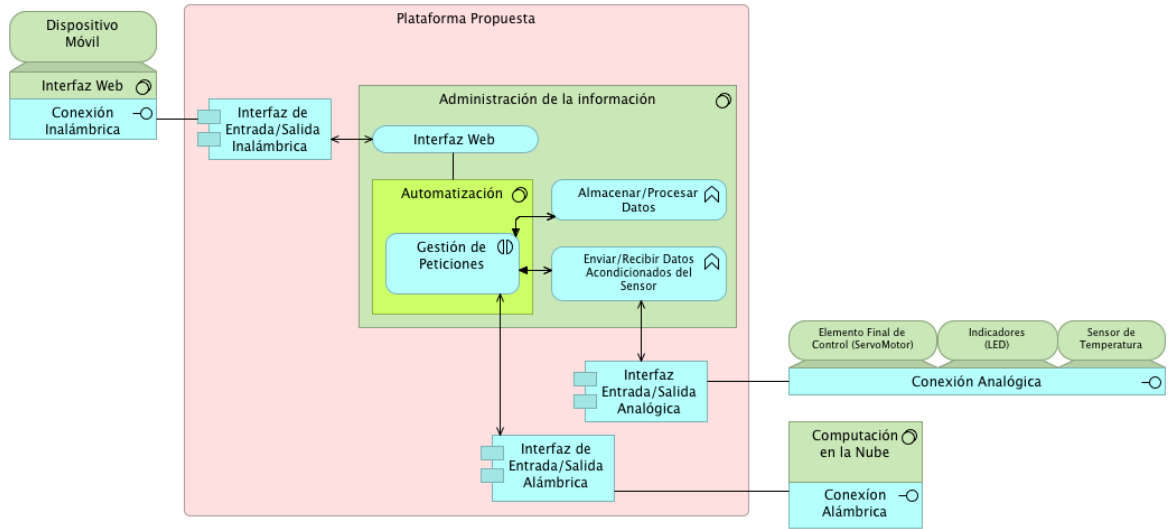 Plataforma Propuesta
Dispositivo
Móvil
Interfaz Web
Conexión
Inalámbrica
Interfaz de
Entrada/Salida
Inalámbrica
Administración de la información
Interfaz Web
Automatización
Gestión de
Peticiones
Almacenar/Procesar
Datos
Enviar/Recibir Datos
Acondicionados del
Sensor
Elemento Final de
Control (ServoMotor)
Indicadores
(LED)
Sensor de
Temperatura
Conexión Analógica
Interfaz
Entrada/Salida
Analógica
Interfaz de
Entrada/Salida
Alámbrica
Computación
en la Nube
Conexíon
Alámbrica